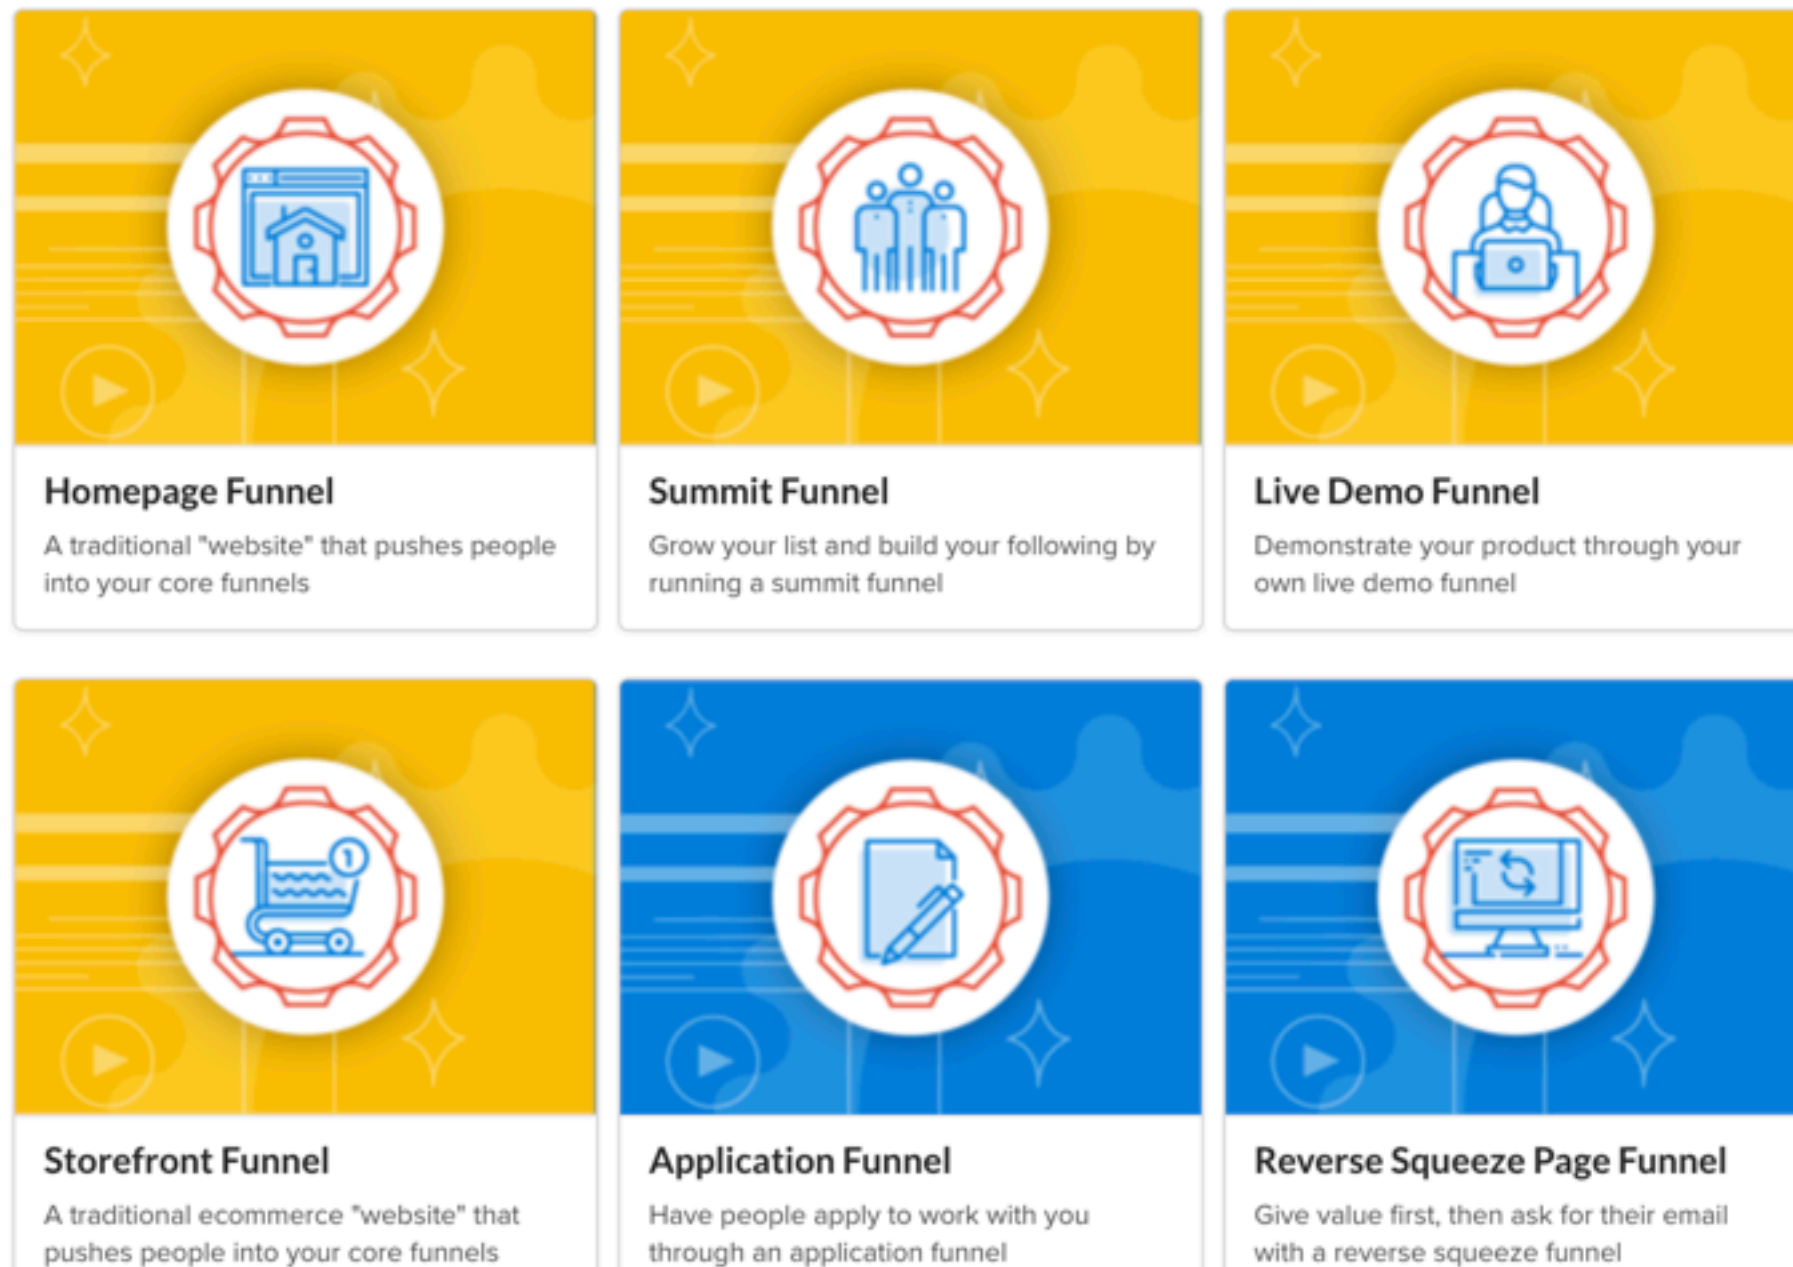 Homepage Funnel
A traditional "website" that pushes people
into your core funnels
Summit Funnel
Grow your list and build your following by
running a summit funnel
Live Demo Funnel
Demonstrate your product through your
own live demo funnel
1
Storefront Funnel
A traditional ecommerce "website" that
pushes people into your core funnels
Application Funnel
Have people apply to work with you
through an application funnel
Reverse Squeeze Page Funnel
Give value first, then ask for their email
with a reverse squeeze funnel